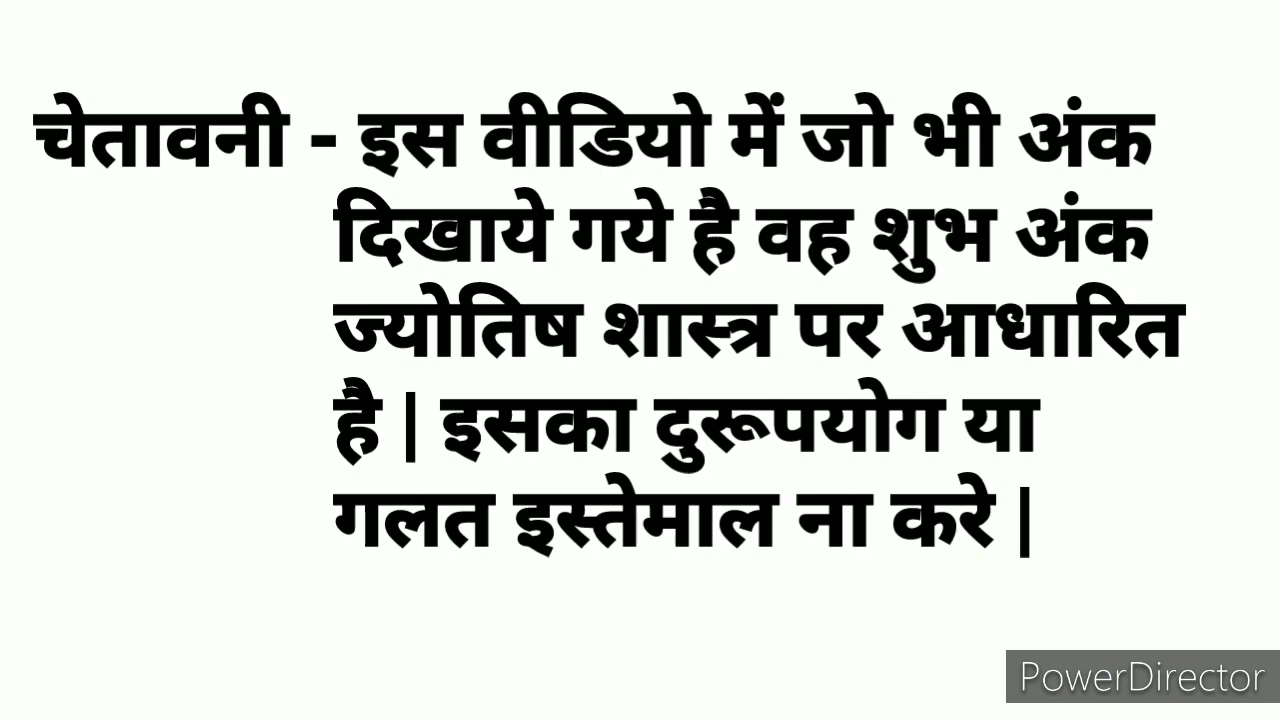 चेतावनी - इस वीडियो में जो भी अंक
दिखाये गये है वह शुभ अंक
ज्योतिष शास्त्र पर आधारित
है | इसका दुरूपयोग या
गलत इस्तेमाल ना करे |
PowerDirector